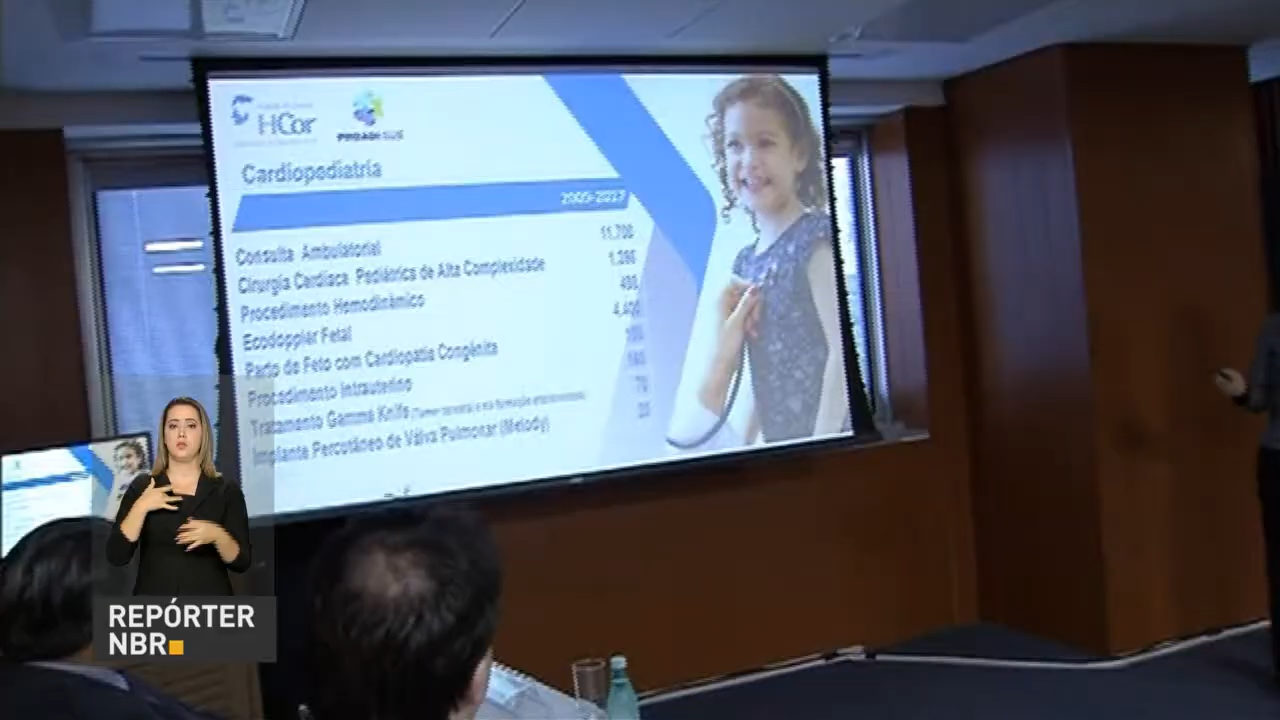 HCor
PROADI SUS
Cardiopediatria
2009-2017
Consulta Ambulatorial 11.700
Cirurgia Cardíaca Pediátrica de Alta Complexidade
Procedimento Hemodinâmico
Ecodoppler Fetal 4,400
Parto de Feto com Cardiopatia Congênita
Procedimento Intrauterino
Tratamento Gamma Knife
Implante Percutâneo de Válva Pulmonar (Melody)
REPÓRTER
NBR